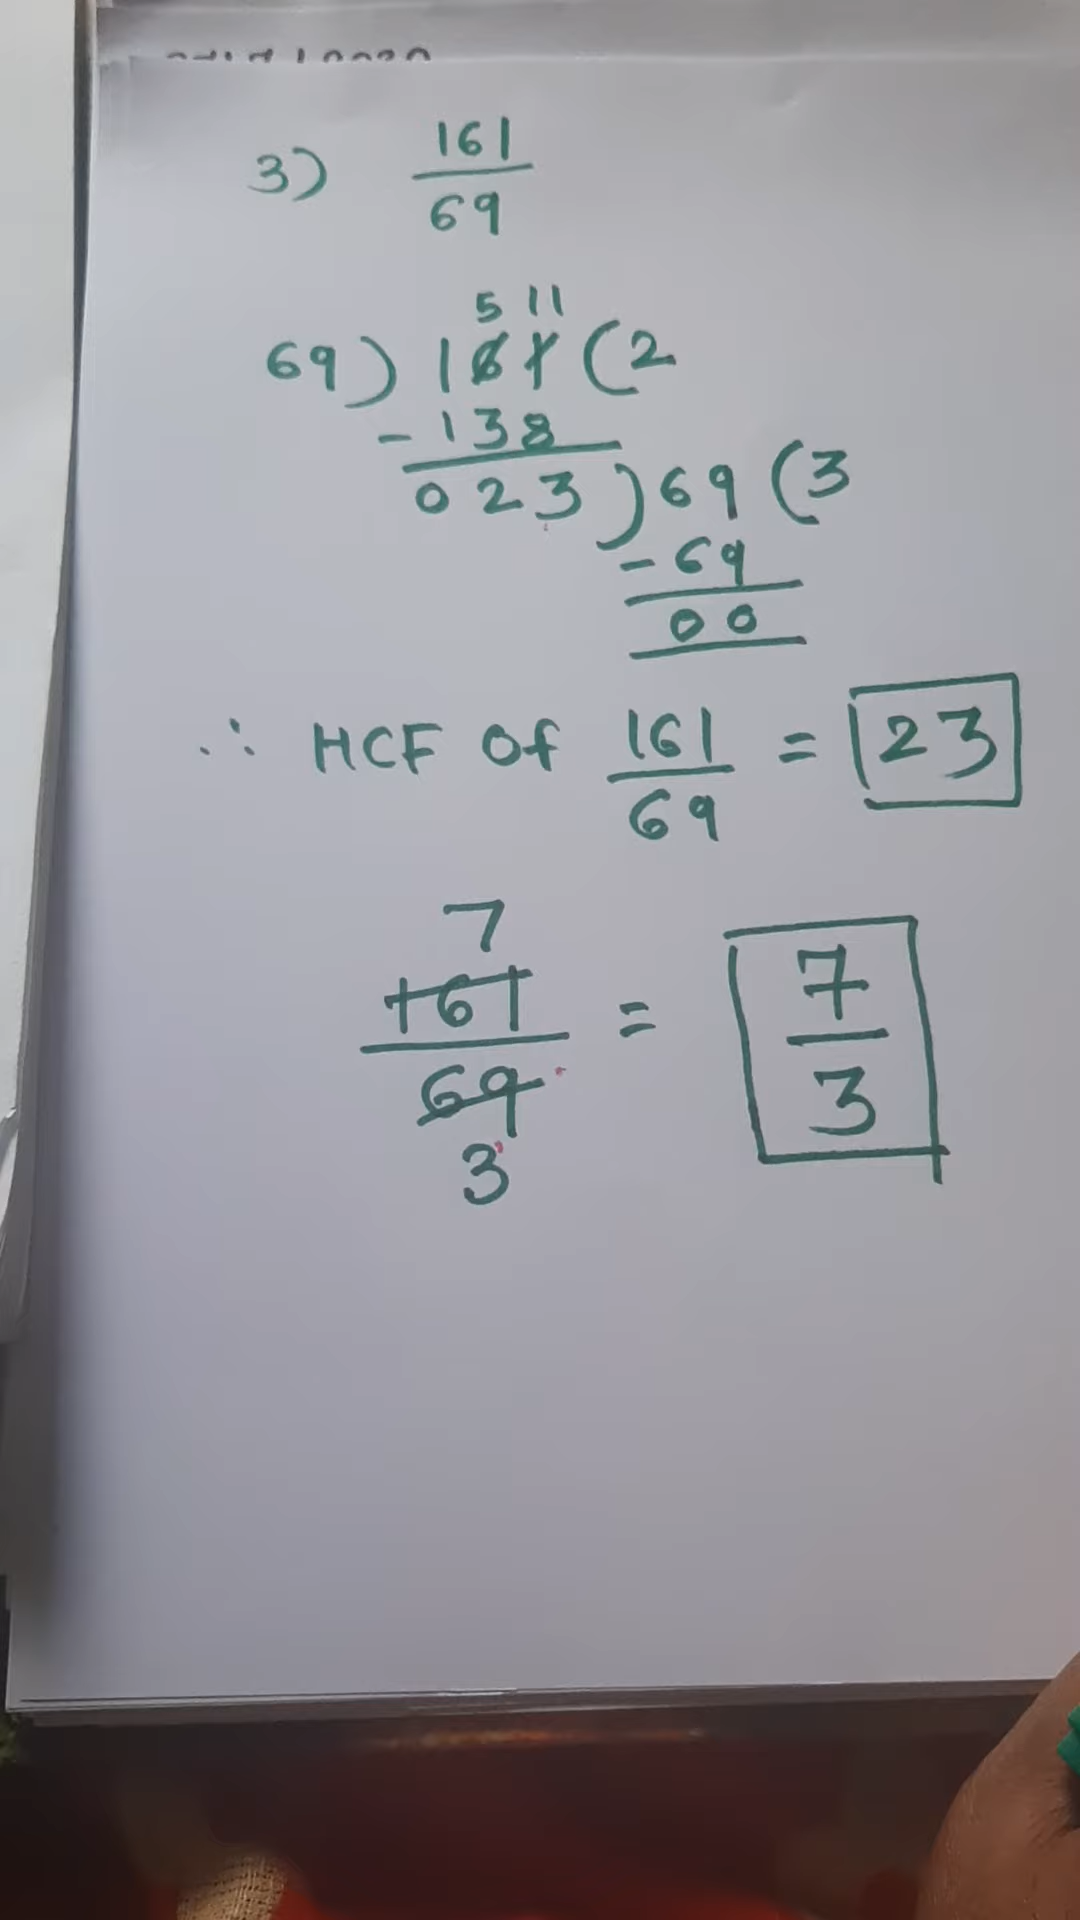 3) 161
69
5 11
69 ) 161 ( 2
- 138
023 ) 69 ( 3
- 69
00
∴ HCF Of 161/69 = 23
7
161/69 = 7/3
3